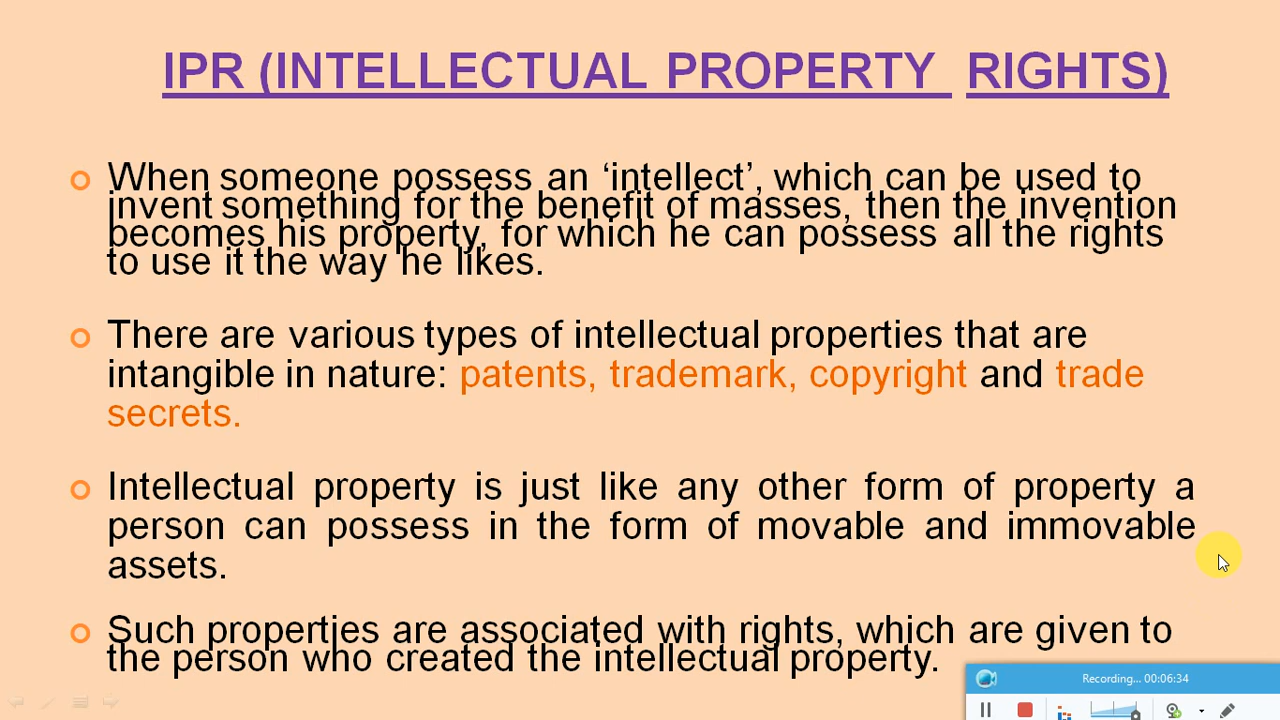 IPR (INTELLECTUAL PROPERTY RIGHTS)
When someone possess an ‘intellect’, which can be used to
invent something for the benefit of masses, then the invention
becomes his property, for which he can possess all the rights
to use it the way he likes.
There are various types of intellectual properties that are
intangible in nature: patents, trademark, copyright and trade
secrets.
Intellectual property is just like any other form of property a
person can possess in the form of movable and immovable
assets.
Such properties are associated with rights, which are given to
the person who created the intellectual property.
Recording... 00:06:34